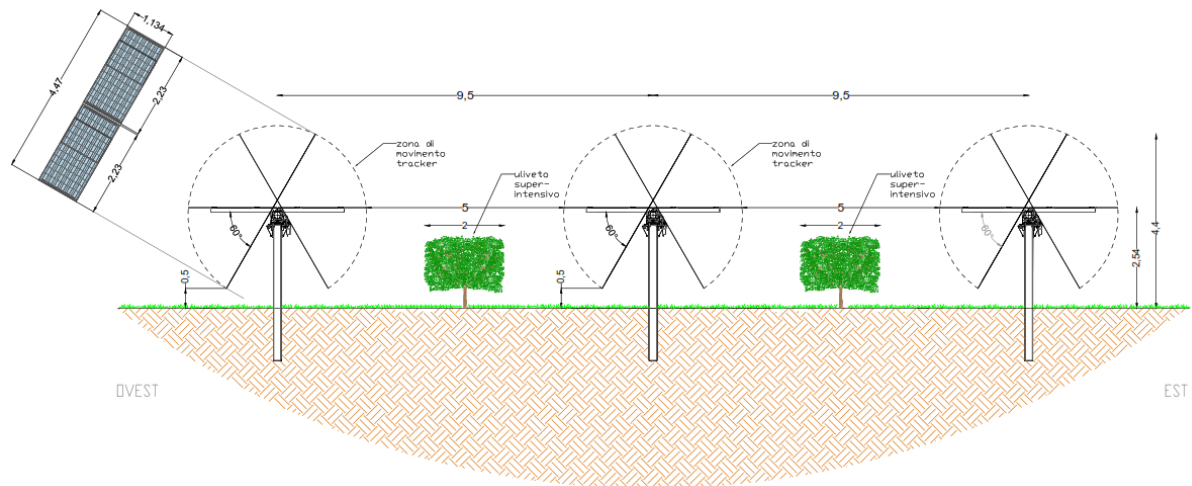 1,134
4,47
2,23
2,23
9,5
9,5
zona di
movimento
tracker
zona di
movimento
tracker
uliveto
super-
intensivo
uliveto
super-
intensivo
5
5
2
2
60°
60°
60°
0,5
0,5
2,54
4,4
OVEST
EST